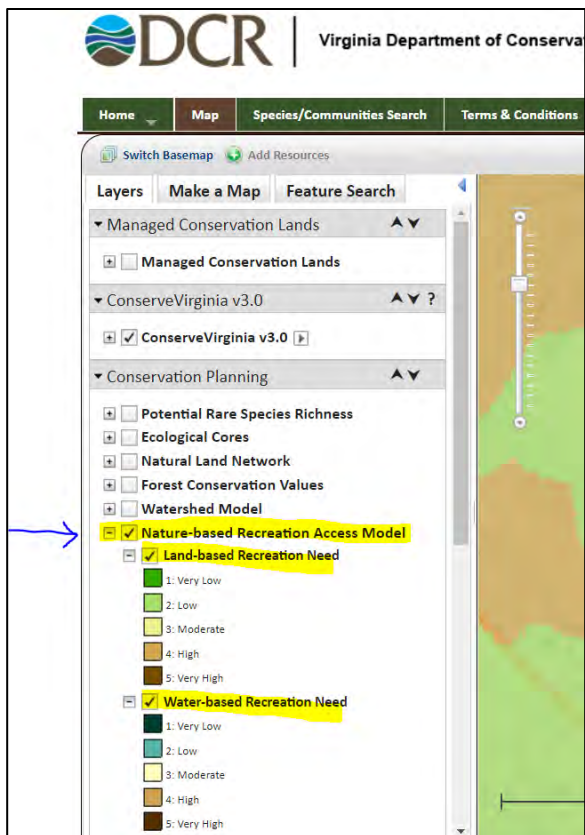 DCR
Virginia Department of Conserva
Home Map Species/Communities Search Terms & Conditions
Switch Basemap Add Resources
Layers Make a Map Feature Search
Managed Conservation Lands
Managed Conservation Lands
ConserveVirginia v3.0 ?
ConserveVirginia v3.0
Conservation Planning
Potential Rare Species Richness
Ecological Cores
Natural Land Network
Forest Conservation Values
Watershed Model
Nature-based Recreation Access Model
Land-based Recreation Need
1: Very Low
2: Low
3: Moderate
4: High
5: Very High
Water-based Recreation Need
1: Very Low
2: Low
3: Moderate
4: High
5: Very High